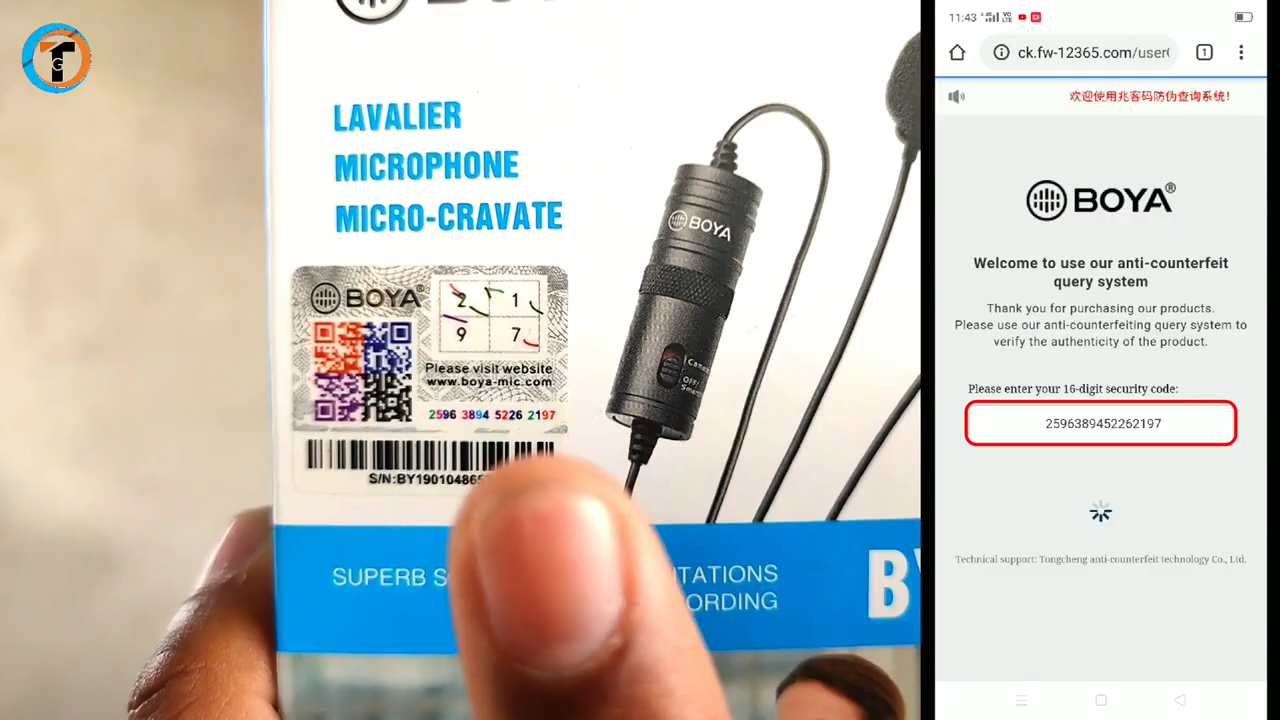 TG
LAVALIER
MICROPHONE
MICRO-CRAVATE
BOYA
BOYA®
2 1
9 7
Please visit website
www.boya-mic.com
2596 3894 5226 2197
S/N:BY1901048
SUPERB
ORDING
11:43
ck.fw-12365.com/user
1
欢迎使用兆客码防伪查询系统!
BOYA®
Welcome to use our anti-counterfeit
query system
Thank you for purchasing our products.
Please use our anti-counterfeiting query system to
verify the authenticity of the product.
Please enter your 16-digit security code:
2596389452262197
Technical support: Tongcheng anti-counterfeit technology Co., Ltd.